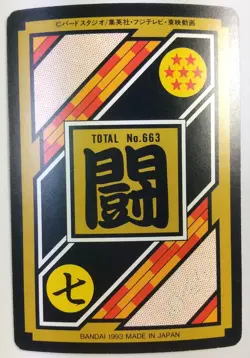 ©バードスタジオ/集英社・フジテレビ・東映動画
TOTAL No.663
闘
七
BANDAI 1993 MADE IN JAPAN